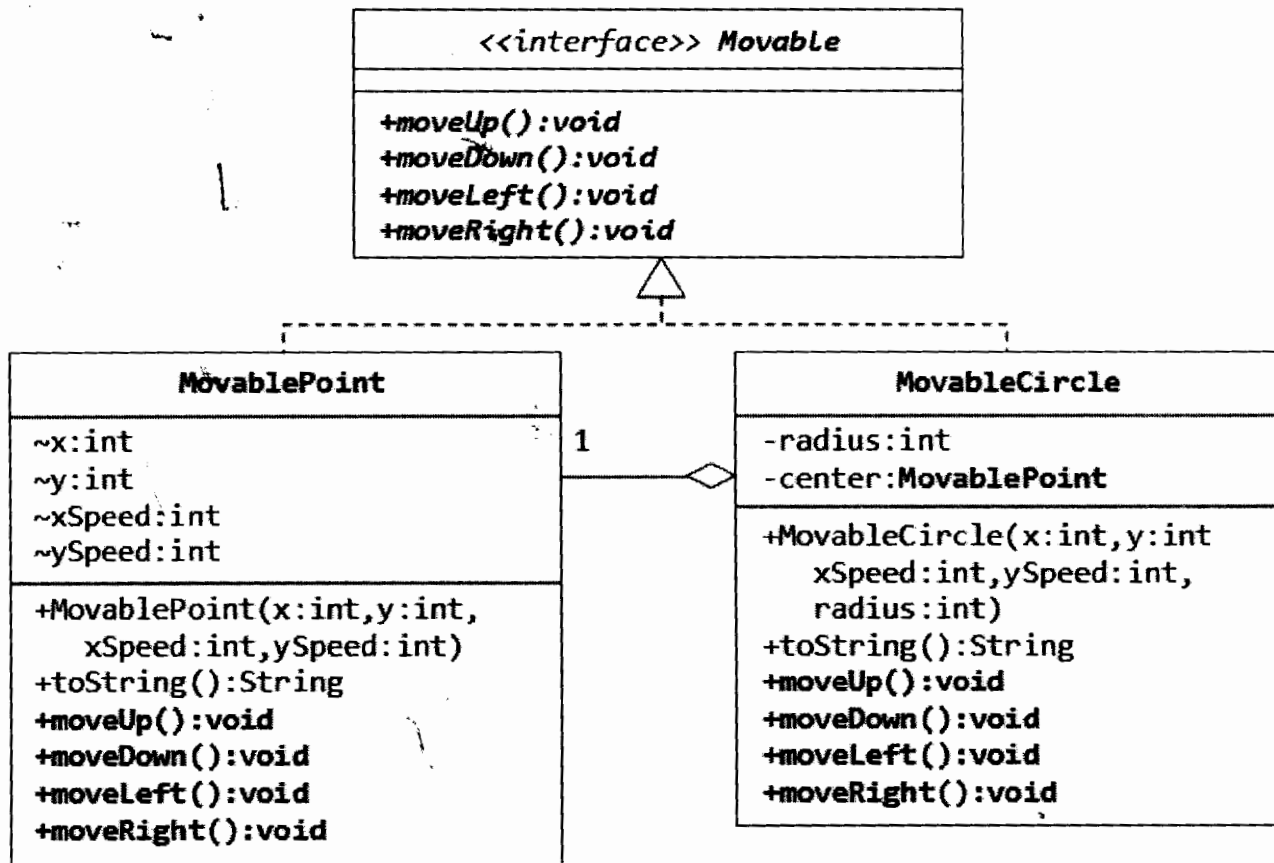 <<interface>> Movable
+moveUp():void
+moveDown():void
+moveLeft():void
+moveRight():void
MovablePoint
~x:int
~y:int
~xSpeed:int
~ySpeed:int
+MovablePoint(x:int,y:int,
xSpeed:int,ySpeed:int)
+toString():String
+moveUp():void
+moveDown():void
+moveLeft():void
+moveRight():void
1
MovableCircle
-radius:int
-center:MovablePoint
+MovableCircle(x:int,y:int
xSpeed:int,ySpeed:int,
radius:int)
+toString():String
+moveUp():void
+moveDown():void
+moveLeft():void
+moveRight():void